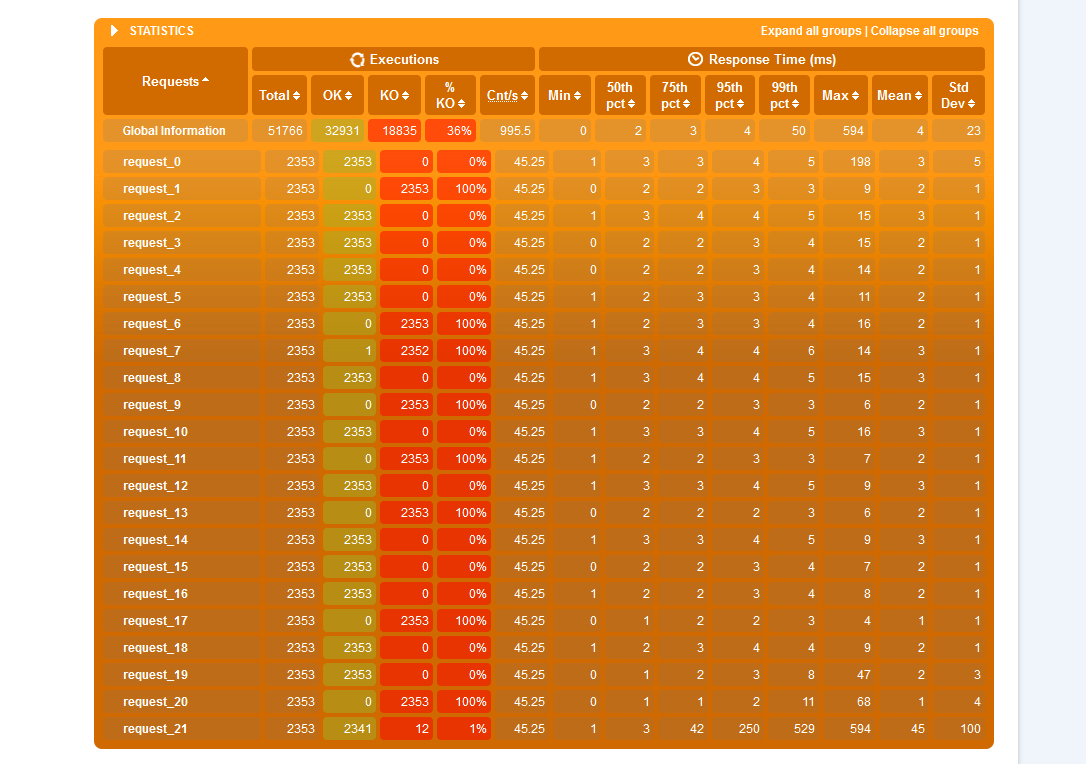 STATISTICS Expand all groups | Collapse all groups
Requests Executions Response Time (ms)
Total OK KO % KO Cnt/s Min 50th pct 75th pct 95th pct 99th pct Max Mean Std Dev
Global Information 51766 32931 18835 36% 995.5 0 2 3 4 50 594 4 23
request_0 2353 2353 0 0% 45.25 1 3 3 4 5 198 3 5
request_1 2353 0 2353 100% 45.25 0 2 2 3 3 9 2 1
request_2 2353 2353 0 0% 45.25 1 3 4 4 5 15 3 1
request_3 2353 2353 0 0% 45.25 0 2 2 3 4 15 2 1
request_4 2353 2353 0 0% 45.25 0 2 2 3 4 14 2 1
request_5 2353 2353 0 0% 45.25 1 2 3 3 4 11 2 1
request_6 2353 0 2353 100% 45.25 1 2 3 3 4 16 2 1
request_7 2353 1 2352 100% 45.25 1 3 4 4 6 14 3 1
request_8 2353 2353 0 0% 45.25 1 3 4 4 5 15 3 1
request_9 2353 0 2353 100% 45.25 0 2 2 3 3 6 2 1
request_10 2353 2353 0 0% 45.25 1 3 3 4 5 16 3 1
request_11 2353 0 2353 100% 45.25 1 2 2 3 3 7 2 1
request_12 2353 2353 0 0% 45.25 1 3 3 4 5 9 3 1
request_13 2353 0 2353 100% 45.25 0 2 2 2 3 6 2 1
request_14 2353 2353 0 0% 45.25 1 3 3 4 5 9 3 1
request_15 2353 2353 0 0% 45.25 0 2 2 3 4 7 2 1
request_16 2353 2353 0 0% 45.25 1 2 2 3 4 8 2 1
request_17 2353 0 2353 100% 45.25 0 1 2 2 3 4 1 1
request_18 2353 2353 0 0% 45.25 1 2 3 4 4 9 2 1
request_19 2353 2353 0 0% 45.25 0 1 2 3 8 47 2 3
request_20 2353 0 2353 100% 45.25 0 1 1 2 11 68 1 4
request_21 2353 2341 12 1% 45.25 1 3 42 250 529 594 45 100